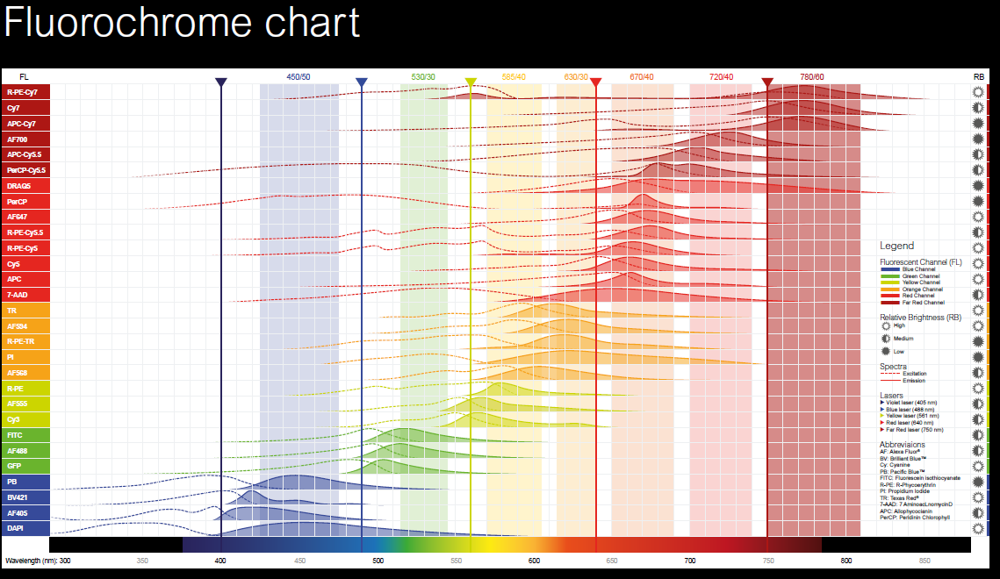 Fluorochrome chart
FL 450/50 530/30 585/40 630/30 670/40 720/40 780/60 RB
R-PE-Cy7
Cy7
APC-Cy7
AF700
APC-Cy5.5
PerCP-Cy5.5
DRAQ5
PerCP
AF647
R-PE-Cy5.5
R-PE-Cy5
Cy5
APC
7-AAD
TR
AF594
R-PE-TR
PI
AF568
R-PE
AF555
Cy3
FITC
AF488
GFP
PB
BV421
AF405
DAPI
Legend
Fluorescent Channel (FL)
Blue Channel
Green Channel
Yellow Channel
Orange Channel
Red Channel
Far Red Channel
Relative Brightness (RB)
High
Medium
Low
Spectra
Excitation
Emission
Lasers
Violet laser (405 nm)
Blue laser (488 nm)
Yellow laser (561 nm)
Red laser (640 nm)
Far Red laser (750 nm)
Abbreviaions
AF: Alexa Fluor®
BV: Brilliant Blue™
Cy: Cyanine
PB: Pacific Blue™
FITC: Fluorescein isothiocyanate
R-PE: R-Phycoerythrin
PI: Propidium Iodide
TR: Texas Red®
7-AAD: 7 AminoacLnomycinD
APC: Allophycocianin
PerCP: Peridinin Chlorophyll
Wavelength (nm): 300 350 400 450 500 550 600 650 700 750 800 850